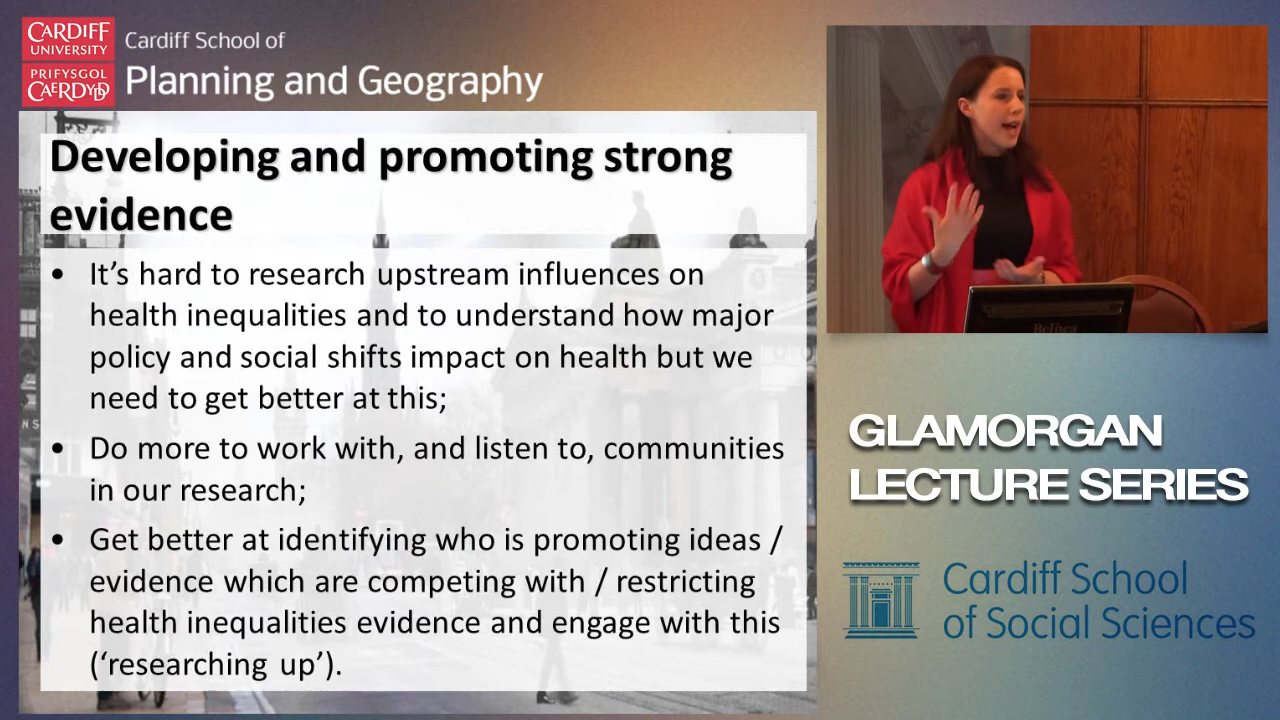 CARDIFF
UNIVERSITY
PRIFYSGOL
CAERDYDD
Cardiff School of
Planning and Geography
Developing and promoting strong
evidence
• It’s hard to research upstream influences on
health inequalities and to understand how major
policy and social shifts impact on health but we
need to get better at this;
• Do more to work with, and listen to, communities
in our research;
• Get better at identifying who is promoting ideas /
evidence which are competing with / restricting
health inequalities evidence and engage with this
(‘researching up’).
GLAMORGAN
LECTURE SERIES
Cardiff School
of Social Sciences